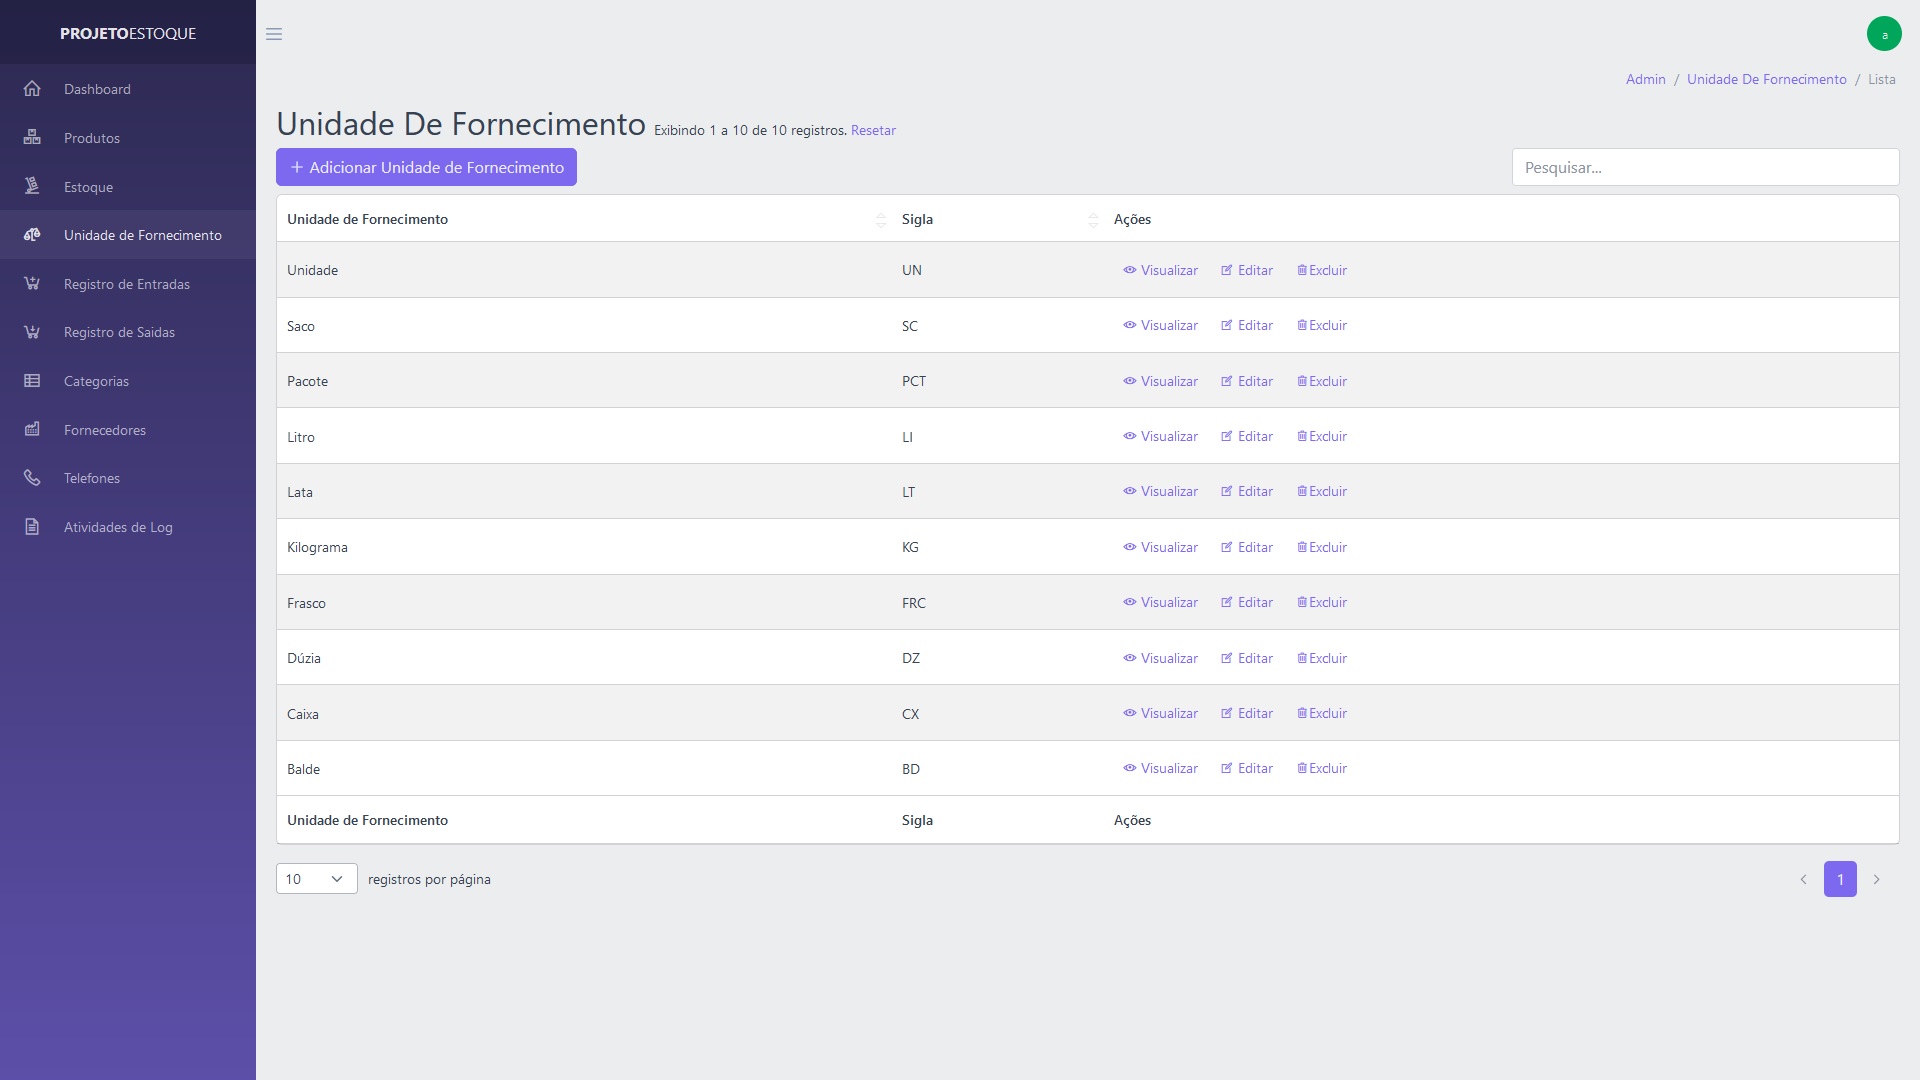 PROJETOESTOQUE
a
Dashboard
Produtos
Estoque
Unidade de Fornecimento
Registro de Entradas
Registro de Saidas
Categorias
Fornecedores
Telefones
Atividades de Log
Admin / Unidade De Fornecimento / Lista
Unidade De Fornecimento Exibindo 1 a 10 de 10 registros. Resetar
+ Adicionar Unidade de Fornecimento
Pesquisar...
Unidade de Fornecimento Sigla Ações
Unidade UN Visualizar Editar Excluir
Saco SC Visualizar Editar Excluir
Pacote PCT Visualizar Editar Excluir
Litro LI Visualizar Editar Excluir
Lata LT Visualizar Editar Excluir
Kilograma KG Visualizar Editar Excluir
Frasco FRC Visualizar Editar Excluir
Dúzia DZ Visualizar Editar Excluir
Caixa CX Visualizar Editar Excluir
Balde BD Visualizar Editar Excluir
Unidade de Fornecimento Sigla Ações
10 registros por página
1